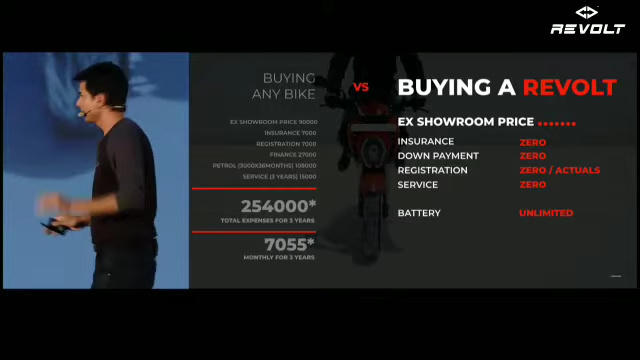 REVOLT
BUYING
ANY BIKE
EX SHOWROOM PRICE 90000
INSURANCE 7000
REGISTRATION 7000
FINANCE 27000
PETROL (3000X36MONTHS) 108000
SERVICE (3 YEARS) 15000
254000*
TOTAL EXPENSES FOR 3 YEARS
7055*
MONTHLY FOR 3 YEARS
VS
BUYING A REVOLT
EX SHOWROOM PRICE •••••••
INSURANCE ZERO
DOWN PAYMENT ZERO
REGISTRATION ZERO / ACTUALS
SERVICE ZERO
BATTERY UNLIMITED